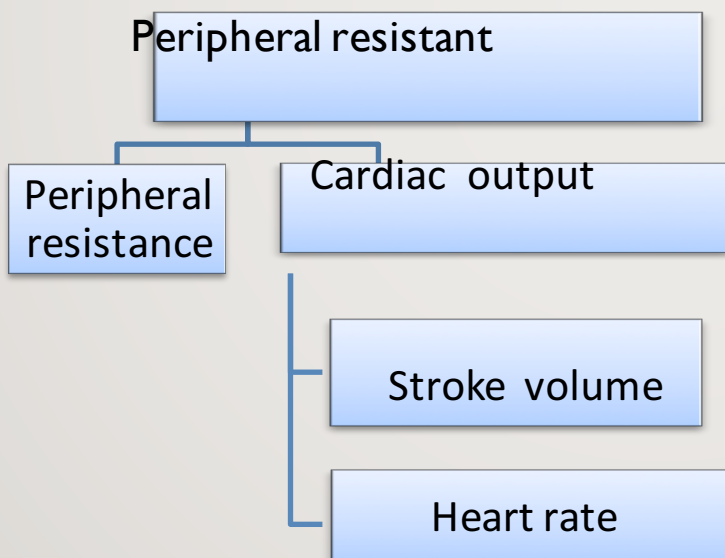 Peripheral resistant
Peripheral
resistance
Cardiac output
Stroke volume
Heart rate